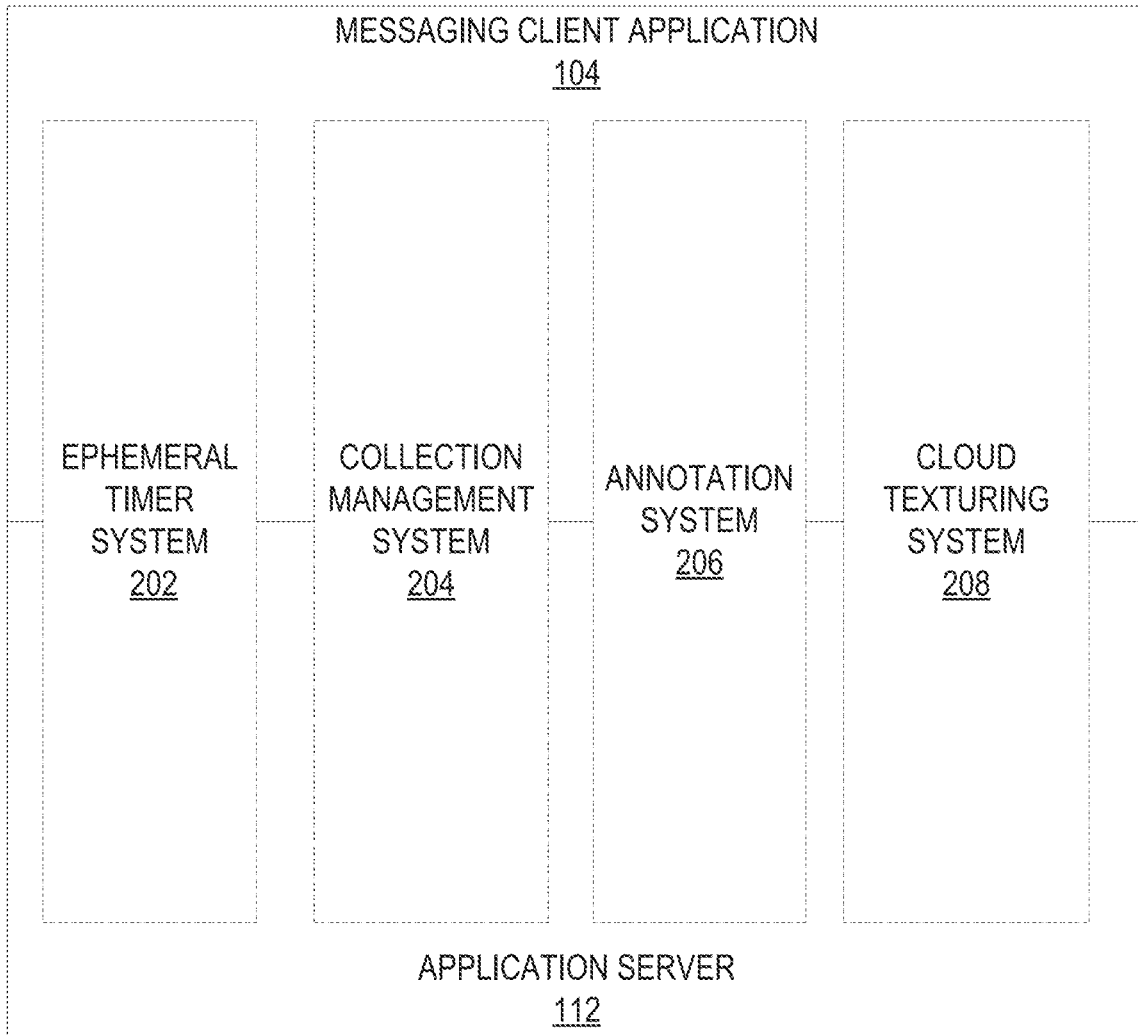 MESSAGING CLIENT APPLICATION
104
EPHEMERAL
TIMER
SYSTEM
202
COLLECTION
MANAGEMENT
SYSTEM
204
ANNOTATION
SYSTEM
206
CLOUD
TEXTURING
SYSTEM
208
APPLICATION SERVER
112